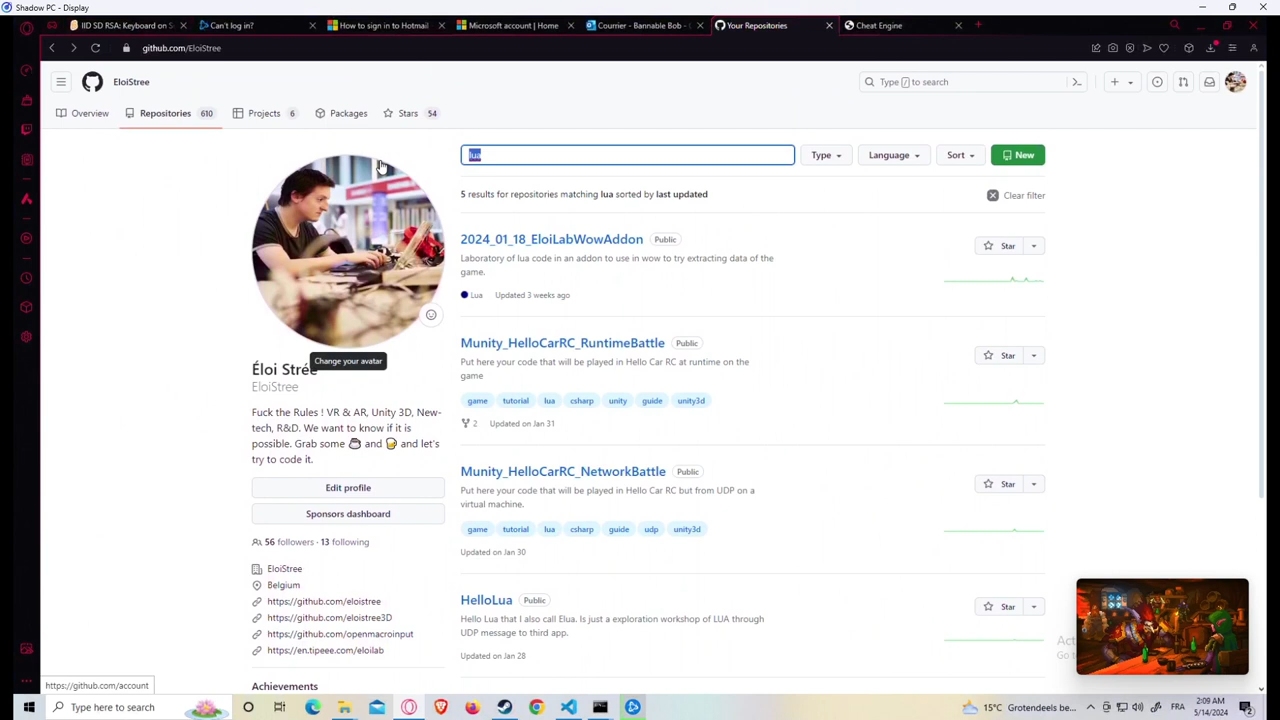 Shadow PC - Display
IID SD RSA: Keyboard on S
Can't log in?
How to sign in to Hotmail
Microsoft account | Home
Courrier - Bannable Bob - O
Your Repositories
Cheat Engine
github.com/EloiStree
EloiStree
Type / to search
Overview
Repositories 610
Projects 6
Packages
Stars 54
lua
Type
Language
Sort
New
5 results for repositories matching lua sorted by last updated
Clear filter
2024_01_18_EloiLabWowAddon Public
Star
Laboratory of lua code in an addon to use in wow to try extracting data of the
game.
Lua Updated 3 weeks ago
Munity_HelloCarRC_RuntimeBattle Public
Star
Put here your code that will be played in Hello Car RC at runtime on the
game
game tutorial lua csharp unity guide unity3d
2 Updated on Jan 31
Munity_HelloCarRC_NetworkBattle Public
Star
Put here your code that will be played in Hello Car RC but from UDP on a
virtual machine.
game tutorial lua csharp guide udp unity3d
Updated on Jan 30
HelloLua Public
Star
Hello Lua that I also call Elua. Is just a exploration workshop of LUA through
UDP message to third app.
Updated on Jan 28
Change your avatar
Éloi Strée
EloiStree
Fuck the Rules ! VR & AR, Unity 3D, New-
tech, R&D. We want to know if it is
possible. Grab some and and let's
try to code it.
Edit profile
Sponsors dashboard
56 followers · 13 following
EloiStree
Belgium
https://github.com/eloistree
https://github.com/eloistree3D
https://github.com/openmacroinput
https://en.tipeee.com/eloilab
Achievements
https://github.com/account
Type here to search
15°C Grotendeels be...
FRA
2:09 AM
5/14/2024
2